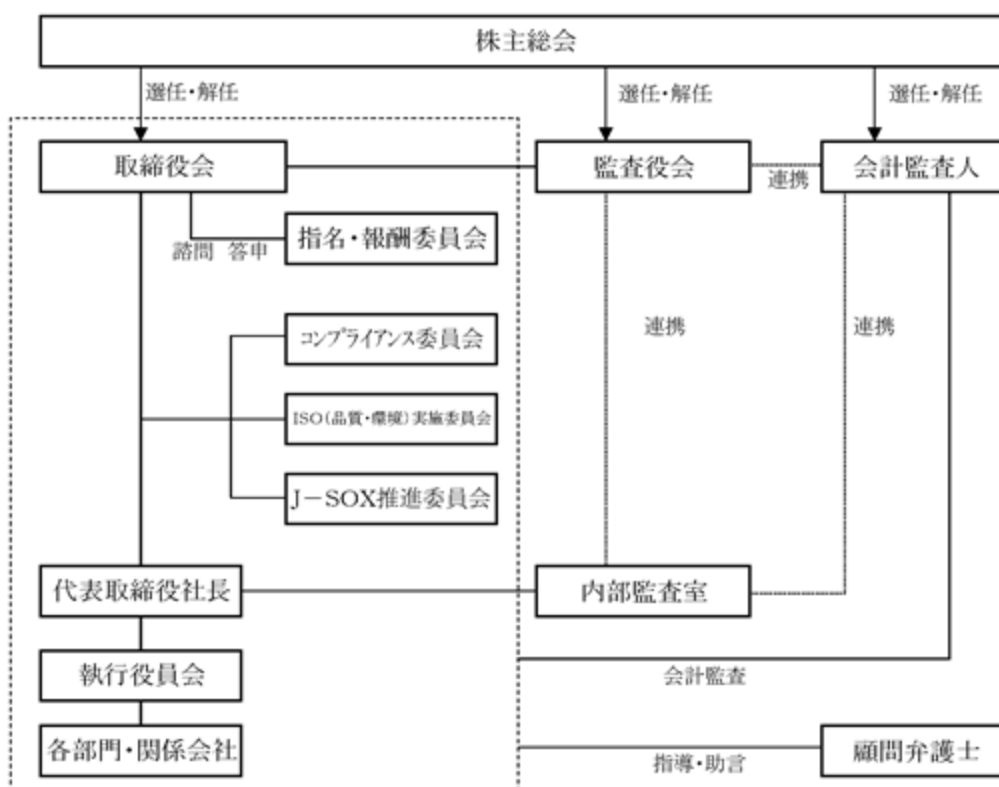 株主総会
選任・解任
選任・解任
選任・解任
取締役会
監査役会
連携
会計監査人
諮問 答申
指名・報酬委員会
コンプライアンス委員会
連携
連携
ISO(品質・環境)実施委員会
J－SOX推進委員会
代表取締役社長
内部監査室
執行役員会
会計監査
各部門・関係会社
指導・助言
顧問弁護士